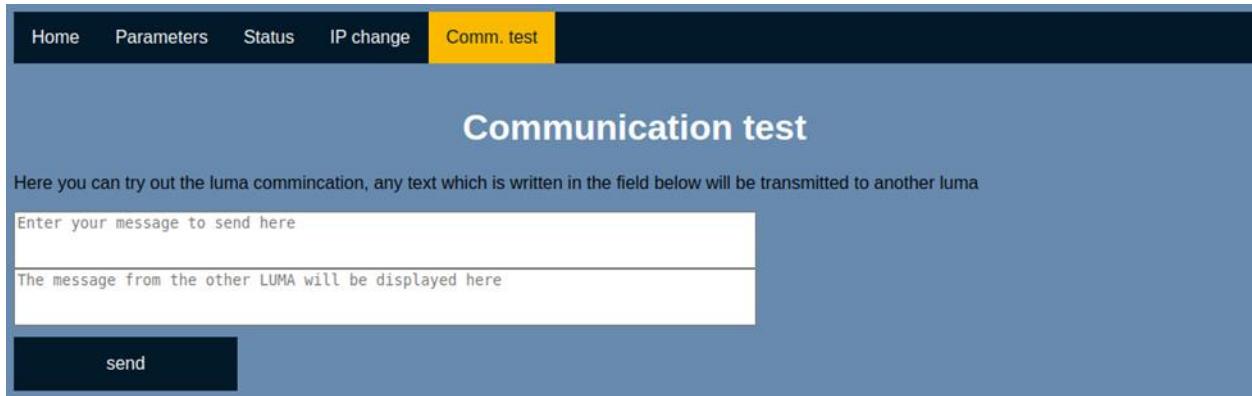 Home Parameters Status IP change Comm. test
Communication test
Here you can try out the luma commincation, any text which is written in the field below will be transmitted to another luma
Enter your message to send here
The message from the other LUMA will be displayed here
send